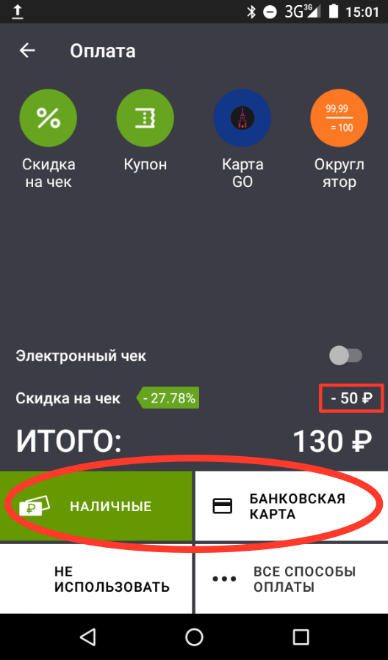 3G 3G 15:01
Оплата
99,99
= 100
Скидка
на чек
Купон
Карта
GO
Округл
ятор
Электронный чек
Скидка на чек - 27.78% - 50 ₽
ИТОГО: 130 ₽
НАЛИЧНЫЕ
БАНКОВСКАЯ
КАРТА
НЕ
ИСПОЛЬЗОВАТЬ
ВСЕ СПОСОБЫ
ОПЛАТЫ